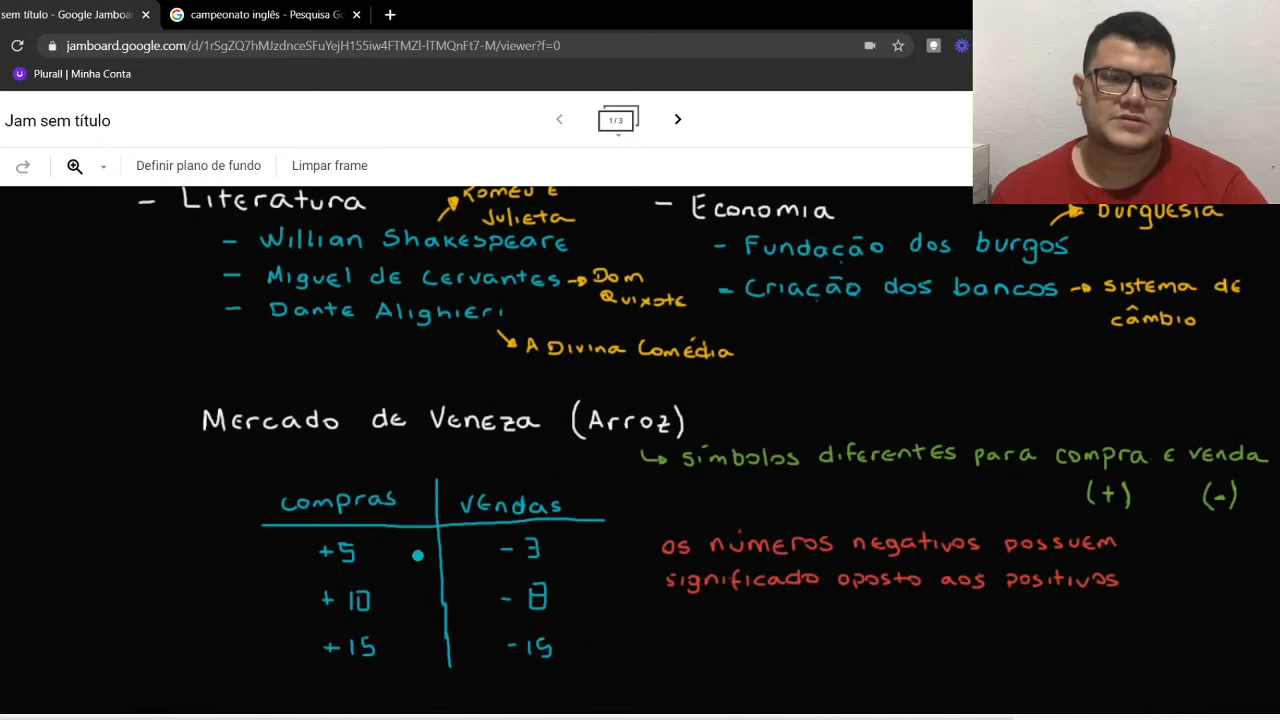 sem título - Google Jamboar
campeonato inglês - Pesquisa Go
jamboard.google.com/d/1rSgZQ7hMJzdnceSFuYejH155iw4FTMZl-lTMQnFt7-M/viewer?f=0
Plurall | Minha Conta
Jam sem título
1/3
Definir plano de fundo
Limpar frame
- Literatura
Romeu e
Julieta
- Willian Shakespeare
- Miguel de Cervantes → Dom
Quixote
- Dante Alighieri
A Divina Comédia
- Economia
Burguesia
- Fundação dos burgos
- Criação dos bancos → sistema de
câmbio
Mercado de Veneza (Arroz)
símbolos diferentes para compra e venda
(+) (-)
compras vendas
+5 - 3
+ 10 - 8
+15 -15
os números negativos possuem
significado oposto aos positivos